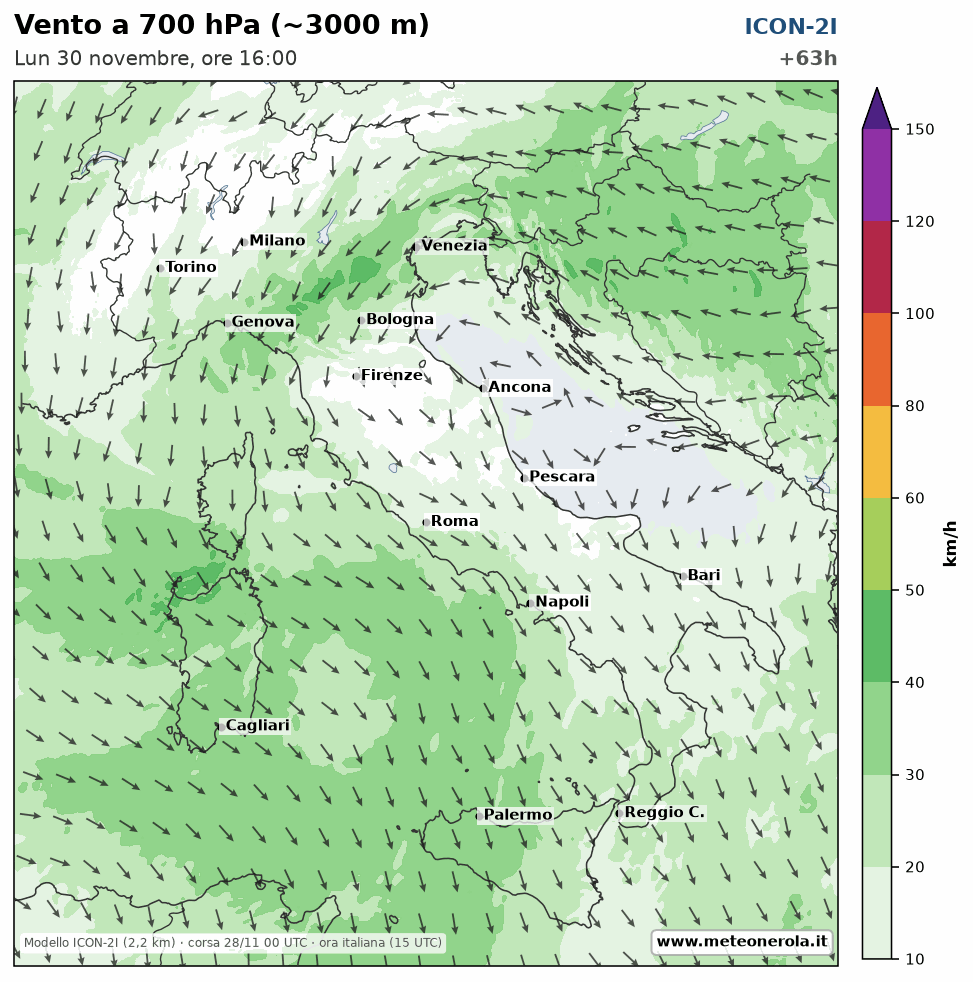 Vento a 700 hPa (~3000 m)
ICON-2I
Lun 30 novembre, ore 16:00
+63h
Milano
Venezia
Torino
Genova
Bologna
Firenze
Ancona
Pescara
Roma
Bari
Napoli
Cagliari
Palermo
Reggio C.
Modello ICON-2I (2,2 km) · corsa 28/11 00 UTC · ora italiana (15 UTC)
www.meteonerola.it
150
120
100
80
60
50
40
30
20
10
km/h